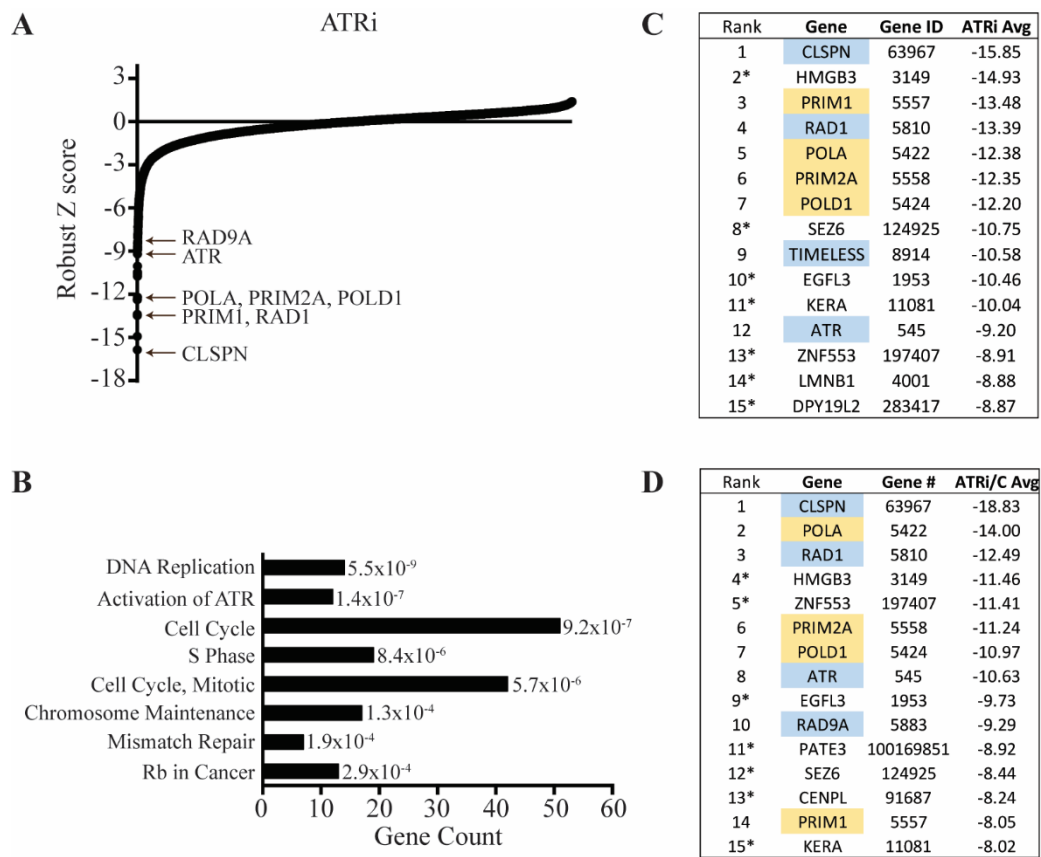 A
ATRi
3
0
-3
-6
-9
-12
-15
-18
Robust Z score
RAD9A
ATR
POLA, PRIM2A, POLD1
PRIM1, RAD1
CLSPN
B
DNA Replication 5.5x10⁻⁹
Activation of ATR 1.4x10⁻⁷
Cell Cycle 9.2x10⁻⁷
S Phase 8.4x10⁻⁶
Cell Cycle, Mitotic 5.7x10⁻⁶
Chromosome Maintenance 1.3x10⁻⁴
Mismatch Repair 1.9x10⁻⁴
Rb in Cancer 2.9x10⁻⁴
0 10 20 30 40 50 60
Gene Count
C
Rank Gene Gene ID ATRi Avg
1 CLSPN 63967 -15.85
2* HMGB3 3149 -14.93
3 PRIM1 5557 -13.48
4 RAD1 5810 -13.39
5 POLA 5422 -12.38
6 PRIM2A 5558 -12.35
7 POLD1 5424 -12.20
8* SEZ6 124925 -10.75
9 TIMELESS 8914 -10.58
10* EGFL3 1953 -10.46
11* KERA 11081 -10.04
12 ATR 545 -9.20
13* ZNF553 197407 -8.91
14* LMNB1 4001 -8.88
15* DPY19L2 283417 -8.87
D
Rank Gene Gene # ATRi/C Avg
1 CLSPN 63967 -18.83
2 POLA 5422 -14.00
3 RAD1 5810 -12.49
4* HMGB3 3149 -11.46
5* ZNF553 197407 -11.41
6 PRIM2A 5558 -11.24
7 POLD1 5424 -10.97
8 ATR 545 -10.63
9* EGFL3 1953 -9.73
10 RAD9A 5883 -9.29
11* PATE3 100169851 -8.92
12* SEZ6 124925 -8.44
13* CENPL 91687 -8.24
14 PRIM1 5557 -8.05
15* KERA 11081 -8.02